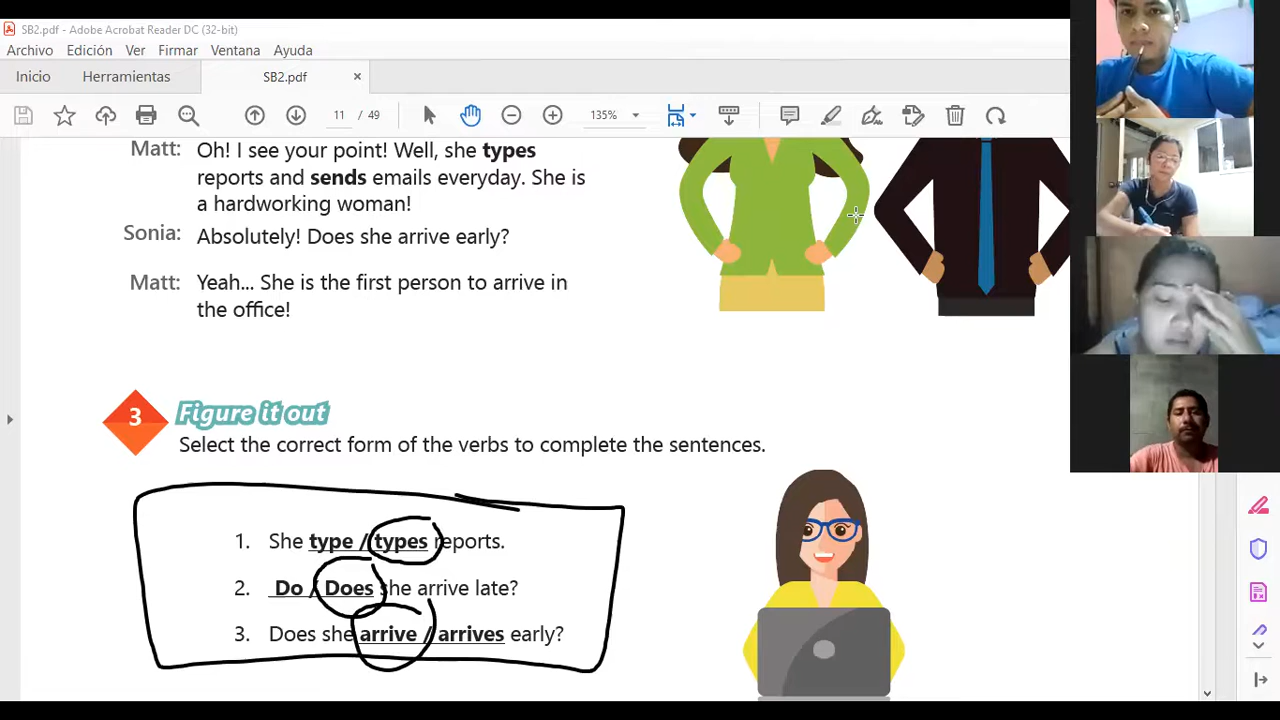 SB2.pdf - Adobe Acrobat Reader DC (32-bit)
Archivo Edición Ver Firmar Ventana Ayuda
Inicio Herramientas SB2.pdf ×
11 / 49 135%
Matt: Oh! I see your point! Well, she types
reports and sends emails everyday. She is
a hardworking woman!
Sonia: Absolutely! Does she arrive early?
Matt: Yeah... She is the first person to arrive in
the office!
3 Figure it out
Select the correct form of the verbs to complete the sentences.
1. She type / types reports.
2. Do / Does she arrive late?
3. Does she arrive / arrives early?